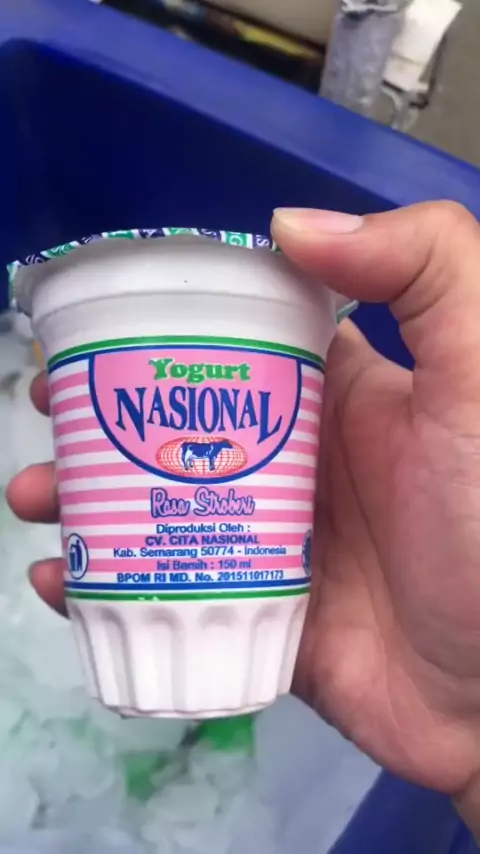 Yogurt
NASIONAL
Rasa Stroberi
Diproduksi Oleh :
CV. CITA NASIONAL
Kab. Semarang 50774 - Indonesia
Isi Bersih : 150 ml
BPOM RI MD. No. 201511017173